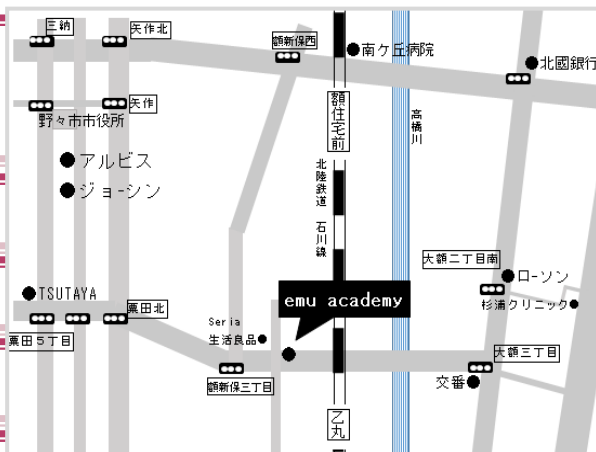 三納
矢作北
額新保西
南ケ丘病院
北國銀行
矢作
野々市市役所
額住宅前
高橋川
アルビス
ジョーシン
北陸鉄道 石川線
大額二丁目南
ローソン
杉浦クリニック
TSUTAYA
emu academy
粟田北
粟田5丁目
Seria
生活良品
大額三丁目
額新保三丁目
交番
乙丸